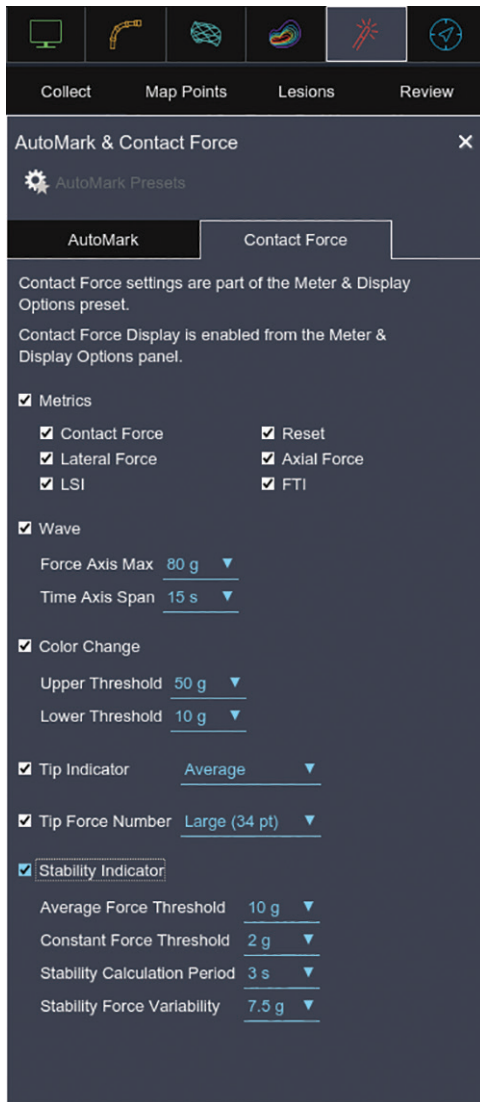 Collect Map Points Lesions Review
AutoMark & Contact Force
AutoMark Presets
AutoMark Contact Force
Contact Force settings are part of the Meter & Display
Options preset.
Contact Force Display is enabled from the Meter &
Display Options panel.
Metrics
Contact Force Reset
Lateral Force Axial Force
LSI FTI
Wave
Force Axis Max 80 g
Time Axis Span 15 s
Color Change
Upper Threshold 50 g
Lower Threshold 10 g
Tip Indicator Average
Tip Force Number Large (34 pt)
Stability Indicator
Average Force Threshold 10 g
Constant Force Threshold 2 g
Stability Calculation Period 3 s
Stability Force Variability 7.5 g